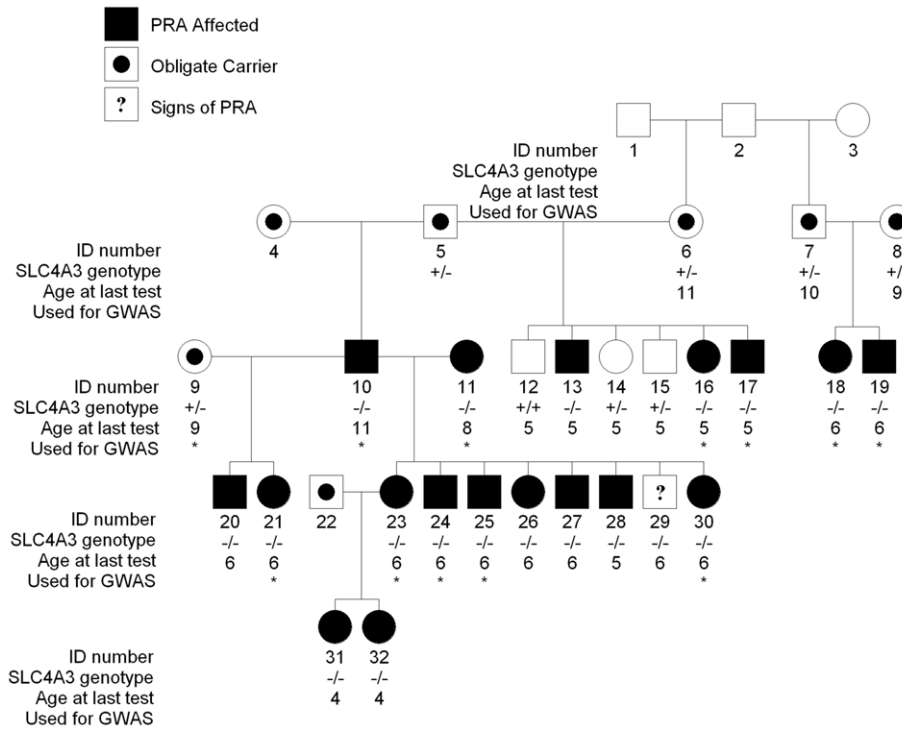 PRA Affected
Obligate Carrier
? Signs of PRA
ID number 1 2 3
SLC4A3 genotype
Age at last test
Used for GWAS
ID number 4 5 6 7 8
SLC4A3 genotype +/- +/- +/- +/
Age at last test 11 10 9
Used for GWAS
ID number 9 10 11 12 13 14 15 16 17 18 19
SLC4A3 genotype +/- -/- -/- +/+ -/- +/- +/- -/- -/- -/- -/-
Age at last test 9 11 8 5 5 5 5 5 5 6 6
Used for GWAS * * * * * * *
?
ID number 20 21 22 23 24 25 26 27 28 29 30
SLC4A3 genotype -/- -/- -/- -/- -/- -/- -/- -/- -/- -/-
Age at last test 6 6 6 6 6 6 6 5 6 6
Used for GWAS * * * * *
ID number 31 32
SLC4A3 genotype -/- -/-
Age at last test 4 4
Used for GWAS